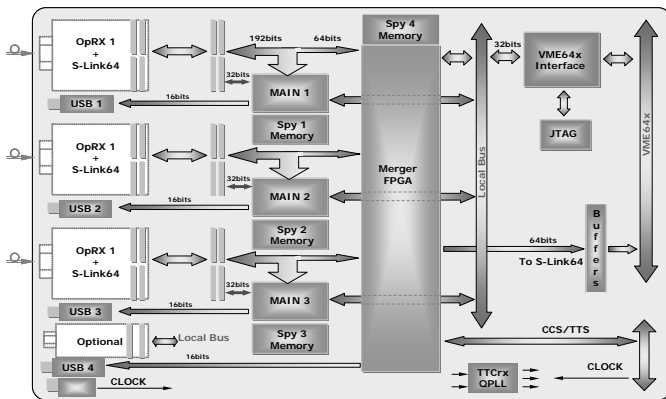 OpRX 1
+
S-Link64
192bits
64bits
Spy 4
Memory
32bits
VME64x
Interface
32bits
MAIN 1
USB 1
16bits
Spy 1
Memory
JTAG
VME64x
Local Bus
OpRX 1
+
S-Link64
Merger
FPGA
32bits
MAIN 2
USB 2
16bits
Spy 2
Memory
Buffers
64bits
To S-Link64
OpRX 1
+
S-Link64
32bits
MAIN 3
USB 3
16bits
Spy 3
Memory
Optional
Local Bus
CCS/TTS
USB 4
16bits
CLOCK
TTCrx
QPLL
CLOCK